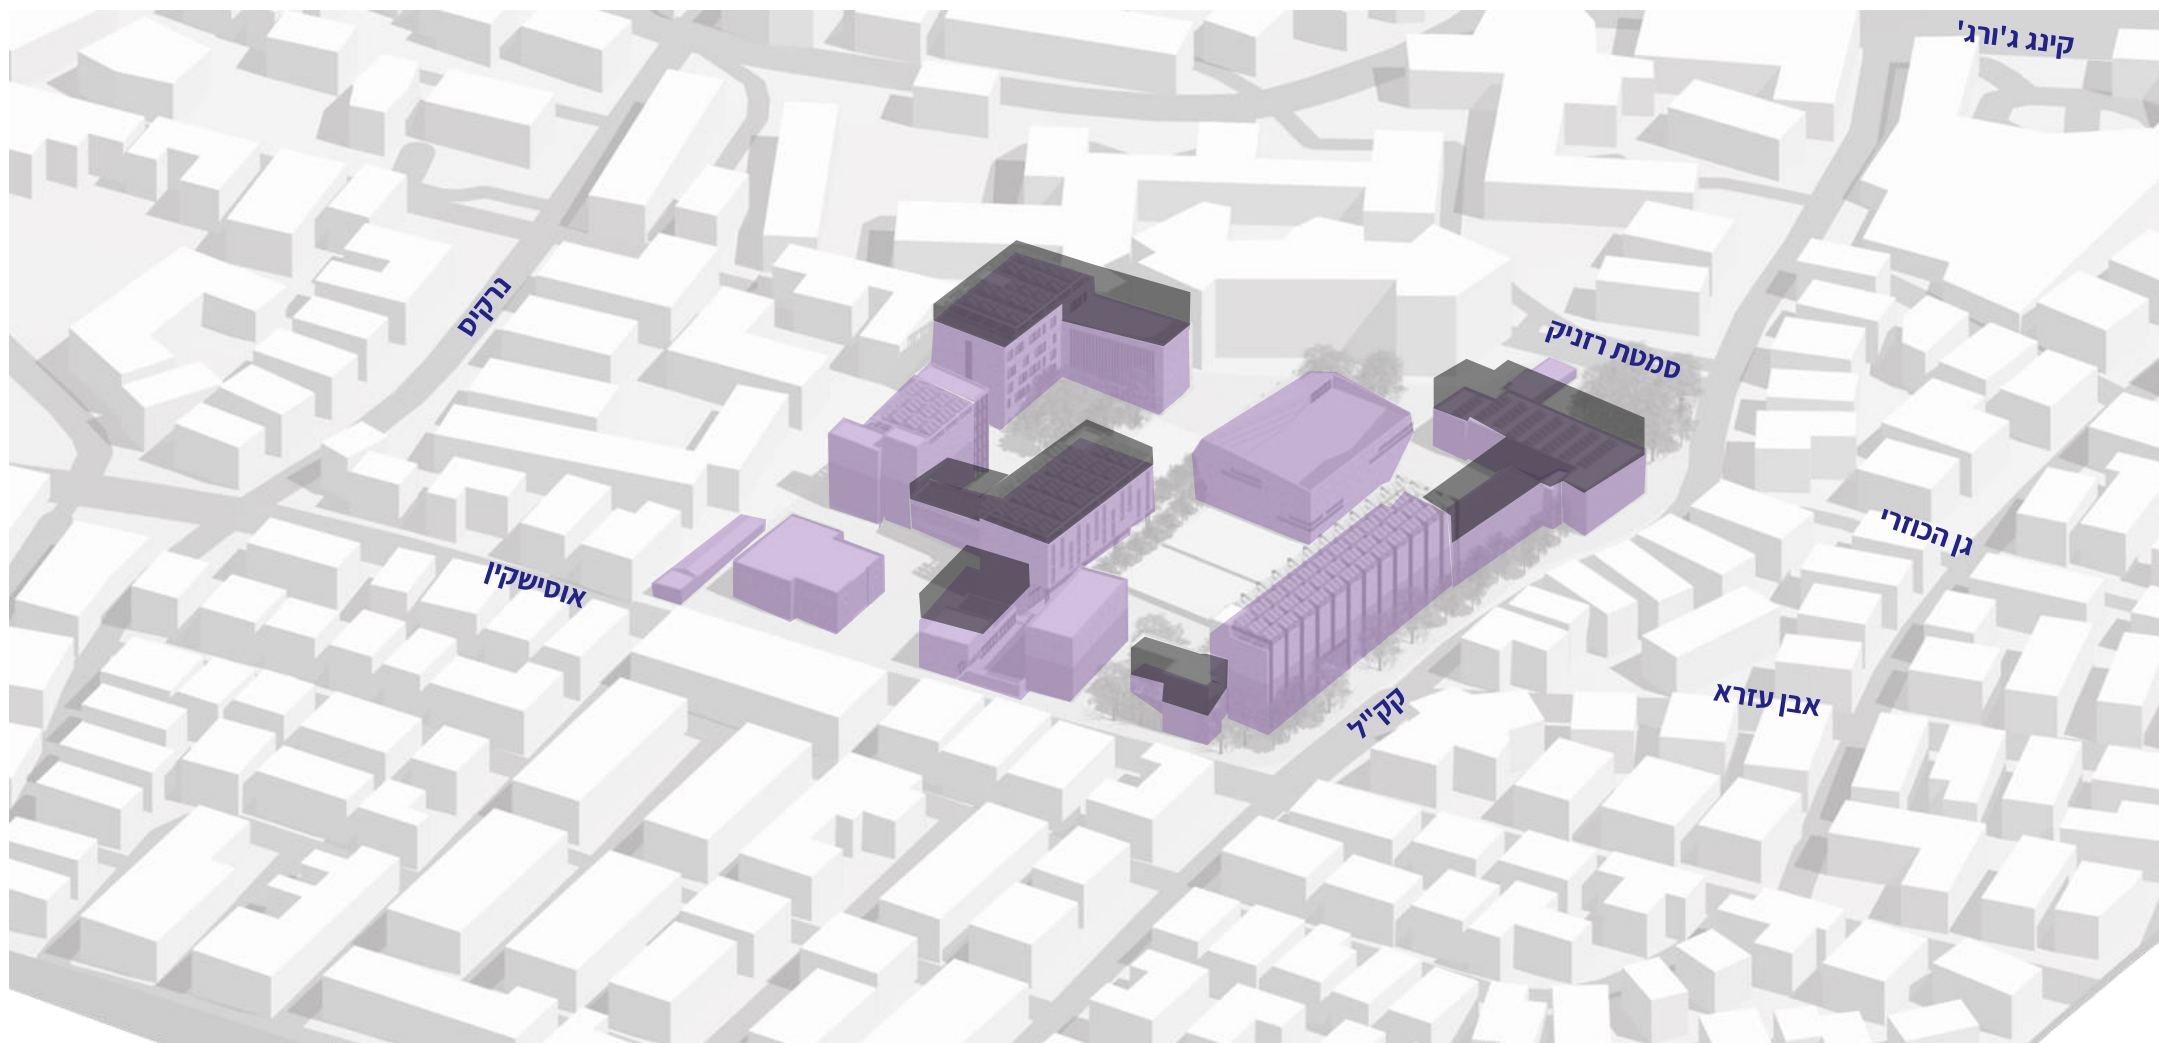 קינג ג'ורג'
נרקיס
סמטת רזניק
גן הכוזרי
אוסישקין
אבן עזרא
קק"ל